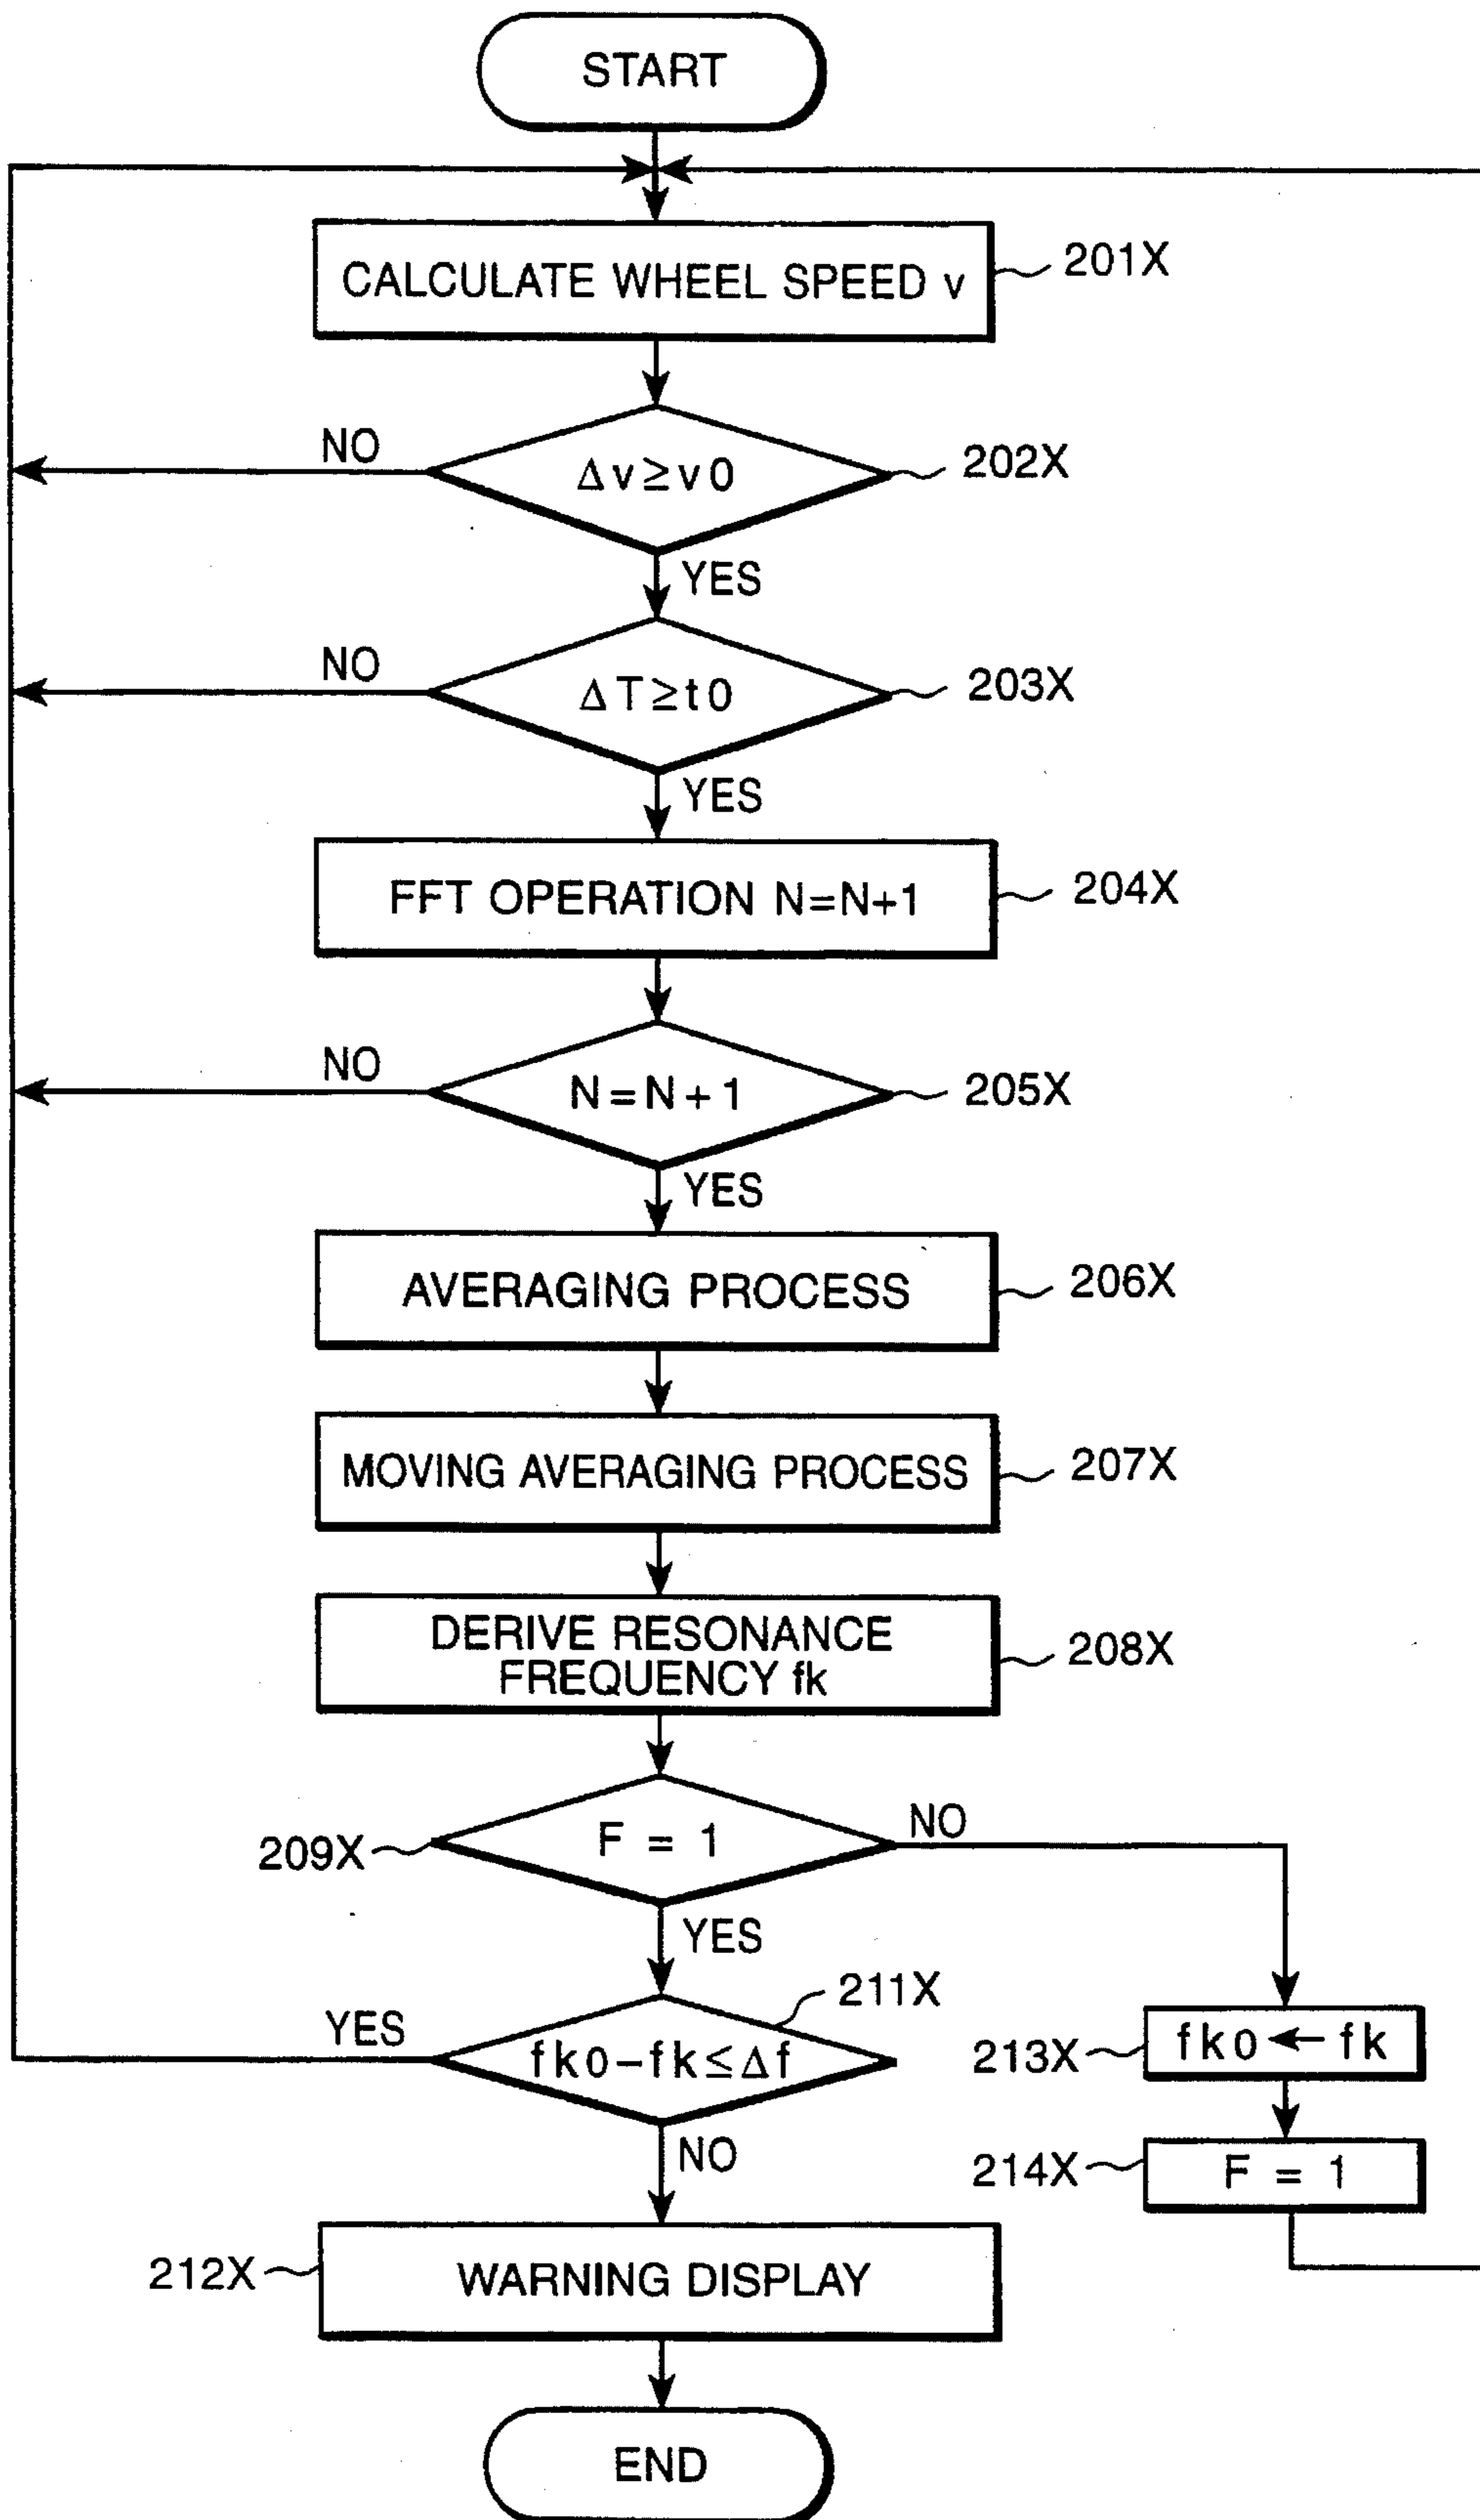 START
CALCULATE WHEEL SPEED v
201X
NO
Δv≥v0
202X
YES
NO
ΔT≥t0
203X
YES
FFT OPERATION N=N+1
204X
NO
N=N+1
205X
YES
AVERAGING PROCESS
206X
MOVING AVERAGING PROCESS
207X
DERIVE RESONANCE
FREQUENCY fk
208X
209X
F = 1
NO
YES
211X
YES
fk0-fk≤Δf
213X
fk0←fk
NO
214X
F = 1
212X
WARNING DISPLAY
END